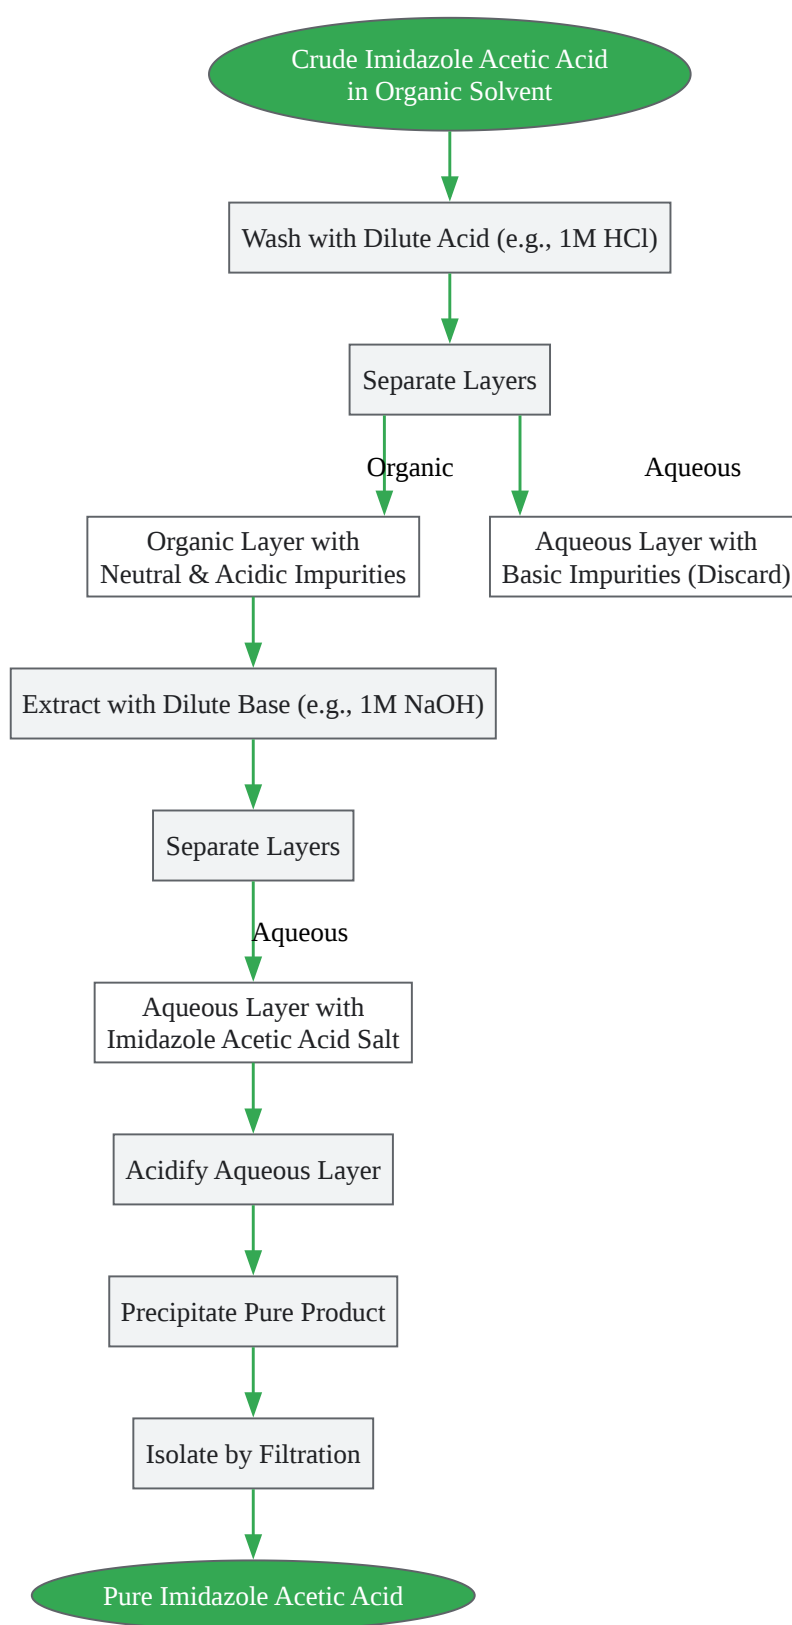 Crude Imidazole Acetic Acid
in Organic Solvent
Wash with Dilute Acid (e.g., 1M HCl)
Separate Layers
Organic
Aqueous
Organic Layer with
Neutral & Acidic Impurities
Aqueous Layer with
Basic Impurities (Discard)
Extract with Dilute Base (e.g., 1M NaOH)
Separate Layers
Aqueous
Aqueous Layer with
Imidazole Acetic Acid Salt
Acidify Aqueous Layer
Precipitate Pure Product
Isolate by Filtration
Pure Imidazole Acetic Acid